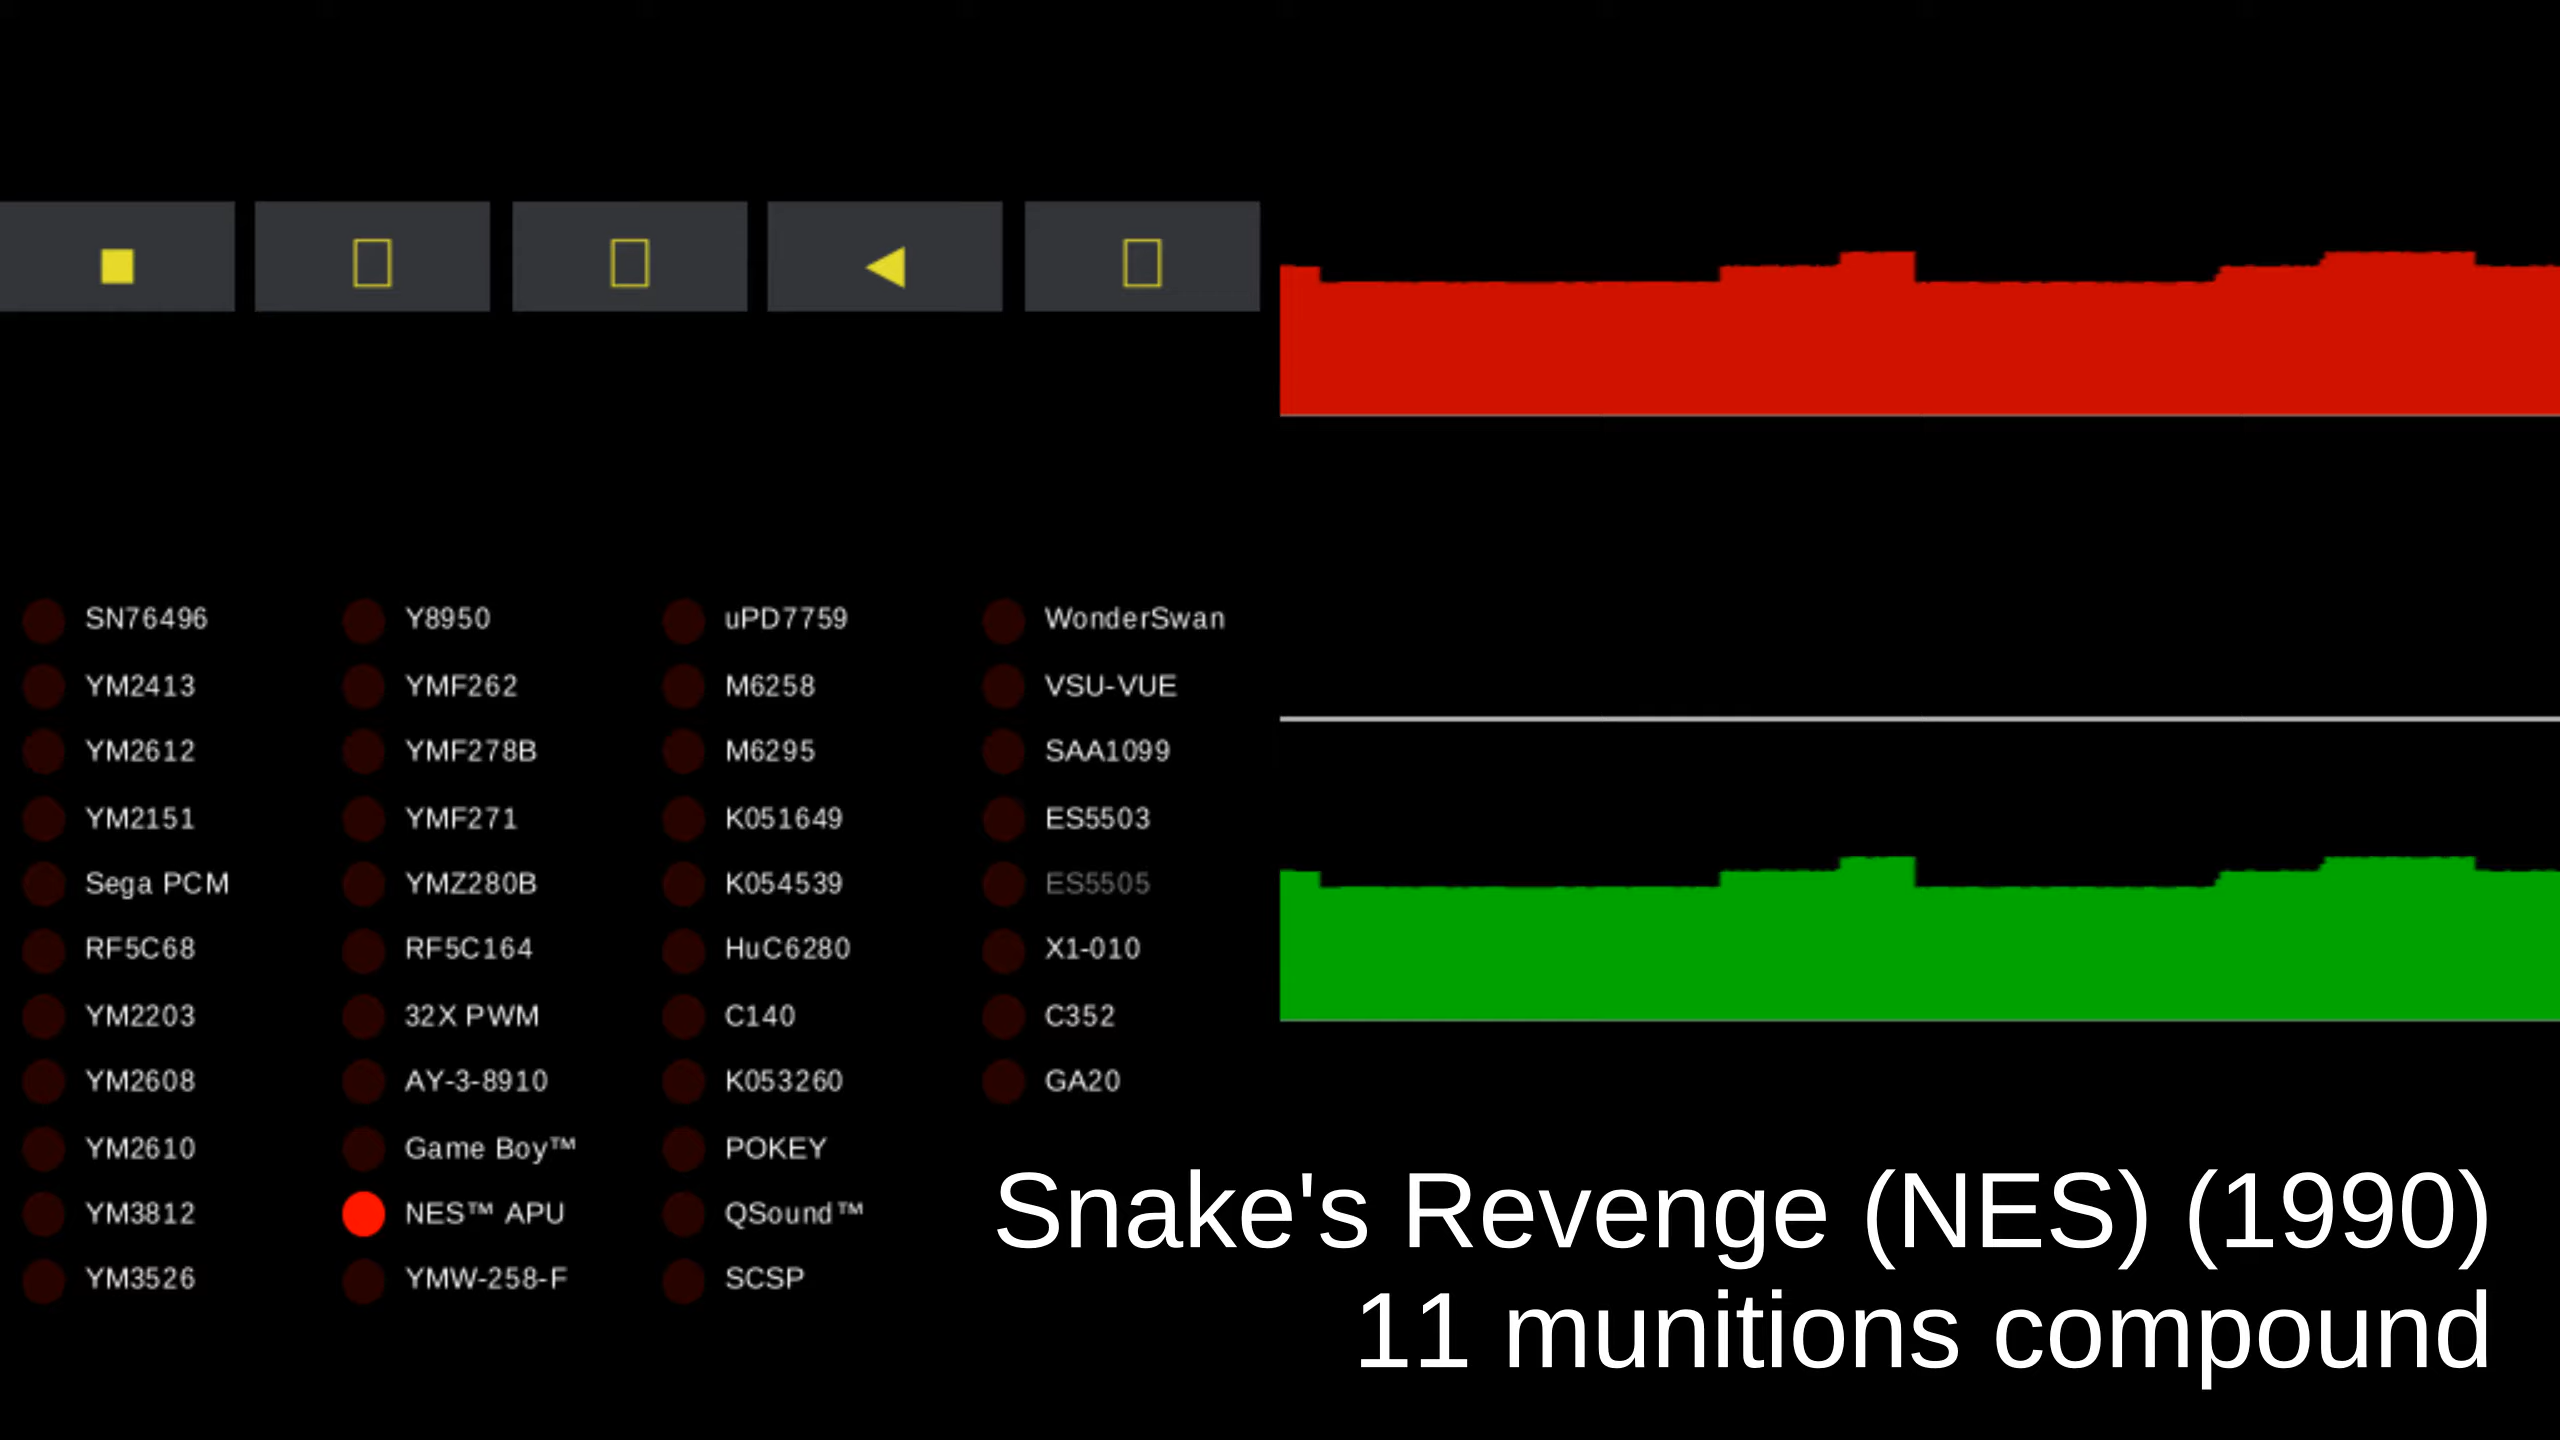 SN76496
YM2413
YM2612
YM2151
Sega PCM
RF5C68
YM2203
YM2608
YM2610
YM3812
YM3526
Y8950
YMF262
YMF278B
YMF271
YMZ280B
RF5C164
32X PWM
AY-3-8910
Game Boy™
NES™ APU
YMW-258-F
uPD7759
M6258
M6295
K051649
K054539
HuC6280
C140
K053260
POKEY
QSound™
SCSP
WonderSwan
VSU-VUE
SAA1099
ES5503
ES5505
X1-010
C352
GA20
Snake's Revenge (NES) (1990)
11 munitions compound